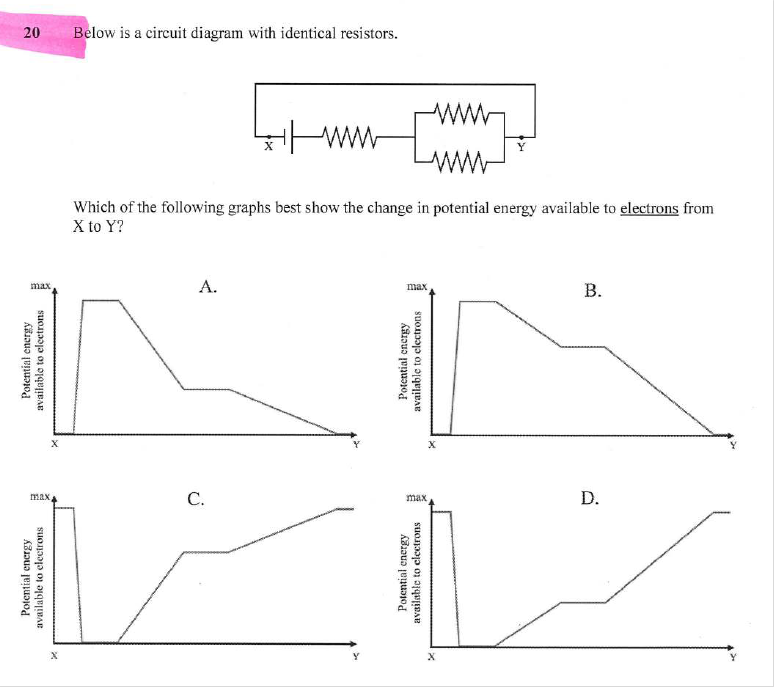 20 Below is a circuit diagram with identical resistors.
X
Y
Which of the following graphs best show the change in potential energy available to electrons from
X to Y?
A.
max
Potential energy
available to electrons
X
Y
B.
max
Potential energy
available to electrons
X
Y
C.
max
Potential energy
available to electrons
X
Y
D.
max
Potential energy
available to electrons
X
Y